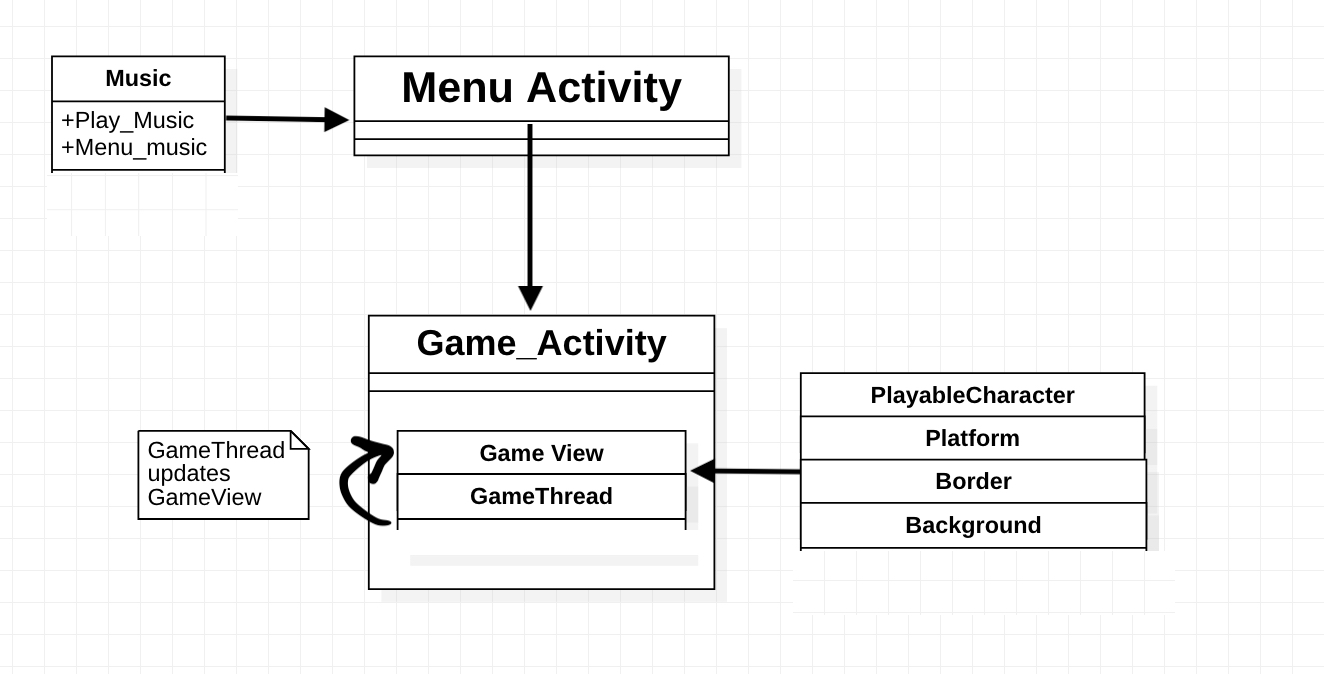 Music
+Play_Music
+Menu_music
Menu Activity
Game_Activity
GameThread
updates
GameView
Game View
GameThread
PlayableCharacter
Platform
Border
Background